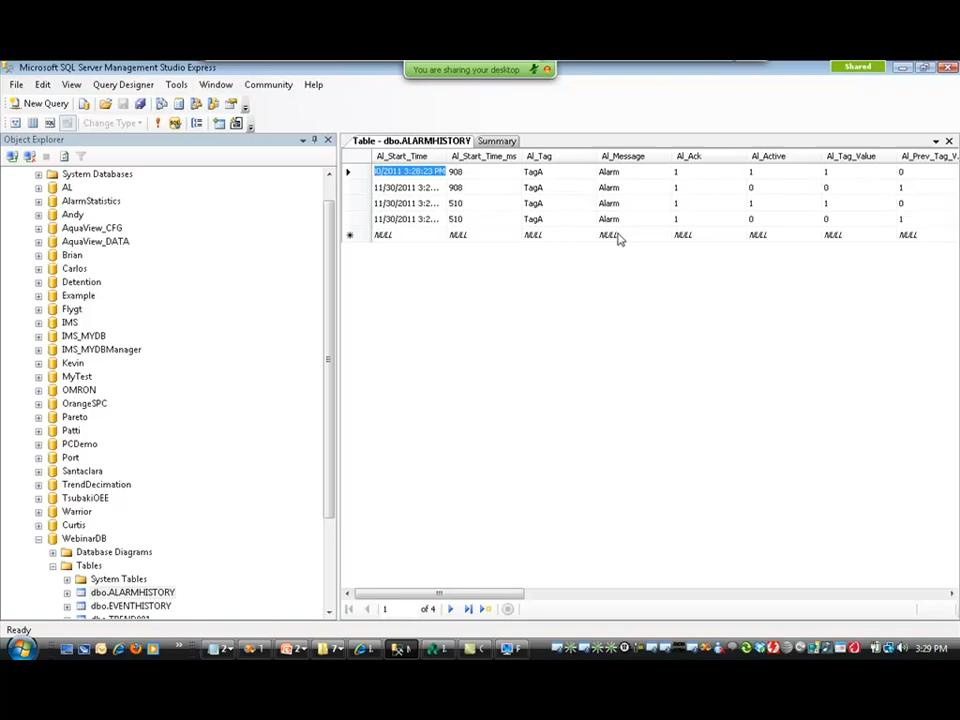 Microsoft SQL Server Management Studio Express
You are sharing your desktop
Shared
File Edit View Query Designer Tools Window Community Help
New Query
Change Type
Object Explorer
Table - dbo.ALARMHISTORY Summary
Al_Start_Time Al_Start_Time_ms Al_Tag Al_Message Al_Ack Al_Active Al_Tag_Value Al_Prev_Tag_V...
0/2011 3:28:23 PM 908 TagA Alarm 1 1 1 0
11/30/2011 3:2... 908 TagA Alarm 1 0 0 1
11/30/2011 3:2... 510 TagA Alarm 1 1 1 0
11/30/2011 3:2... 510 TagA Alarm 1 0 0 1
NULL NULL NULL NULL NULL NULL NULL NULL
System Databases
AL
AlarmStatistics
Andy
AquaView_CFG
AquaView_DATA
Brian
Carlos
Detention
Example
Flygt
IMS
IMS_MYDB
IMS_MYDBManager
Kevin
MyTest
OMRON
OrangeSPC
Pareto
Patti
PCDemo
Port
Santaclara
TrendDecimation
TsubakiOEE
Warrior
Curtis
WebinarDB
Database Diagrams
Tables
System Tables
dbo.ALARMHISTORY
dbo.EVENTHISTORY
1 of 4
Ready
3:29 PM